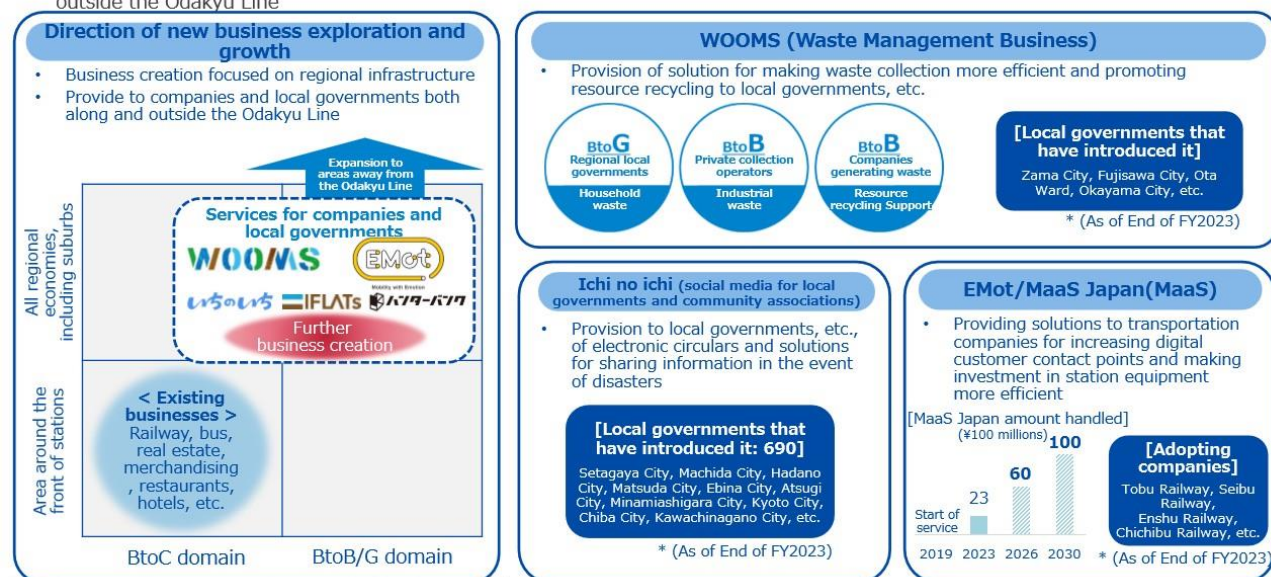 outside the Odakyu Line
Direction of new business exploration and
growth
• Business creation focused on regional infrastructure
• Provide to companies and local governments both
along and outside the Odakyu Line
Expansion to
areas away from
the Odakyu Line
All regional
economies,
including suburbs
Services for companies and
local governments
WOOMS
EMot
Mobility with Emotion
いちのいち
IFLATs
ハンターバンク
Further
business creation
Area around the
front of stations
< Existing
businesses >
Railway, bus,
real estate,
merchandising
, restaurants,
hotels, etc.
BtoC domain
BtoB/G domain
WOOMS (Waste Management Business)
• Provision of solution for making waste collection more efficient and promoting
resource recycling to local governments, etc.
BtoG
Regional local
governments
Household
waste
BtoB
Private collection
operators
Industrial
waste
BtoB
Companies
generating waste
Resource
recycling Support
[Local governments that
have introduced it]
Zama City, Fujisawa City, Ota
Ward, Okayama City, etc.
* (As of End of FY2023)
Ichi no ichi (social media for local
governments and community associations)
• Provision to local governments, etc.,
of electronic circulars and solutions
for sharing information in the event
of disasters
[Local governments that
have introduced it: 690]
Setagaya City, Machida City, Hadano
City, Matsuda City, Ebina City, Atsugi
City, Minamiashigara City, Kyoto City,
Chiba City, Kawachinagano City, etc.
* (As of End of FY2023)
EMot/MaaS Japan(MaaS)
• Providing solutions to transportation
companies for increasing digital
customer contact points and making
investment in station equipment
more efficient
[MaaS Japan amount handled]
(¥100 millions)
100
60
23
Start of
service
2019 2023 2026 2030
[Adopting
companies]
Tobu Railway, Seibu
Railway,
Enshu Railway,
Chichibu Railway, etc.
* (As of End of FY2023)